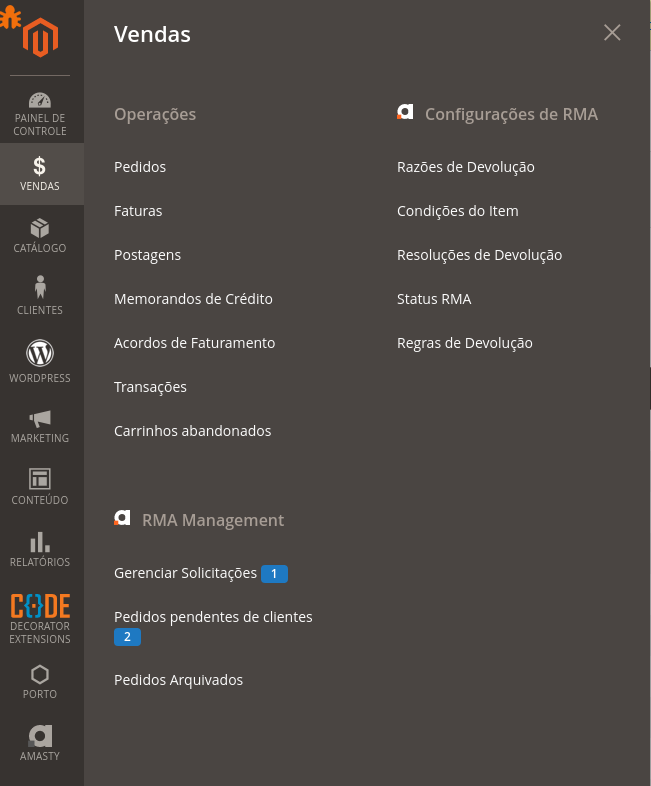 PAINEL DE
CONTROLE
VENDAS
CATÁLOGO
CLIENTES
WORDPRESS
MARKETING
CONTEÚDO
RELATÓRIOS
C{}DE
DECORATOR
EXTENSIONS
PORTO
AMASTY
Vendas
Operações
Pedidos
Faturas
Postagens
Memorandos de Crédito
Acordos de Faturamento
Transações
Carrinhos abandonados
RMA Management
Gerenciar Solicitações 1
Pedidos pendentes de clientes
2
Pedidos Arquivados
Configurações de RMA
Razões de Devolução
Condições do Item
Resoluções de Devolução
Status RMA
Regras de Devolução